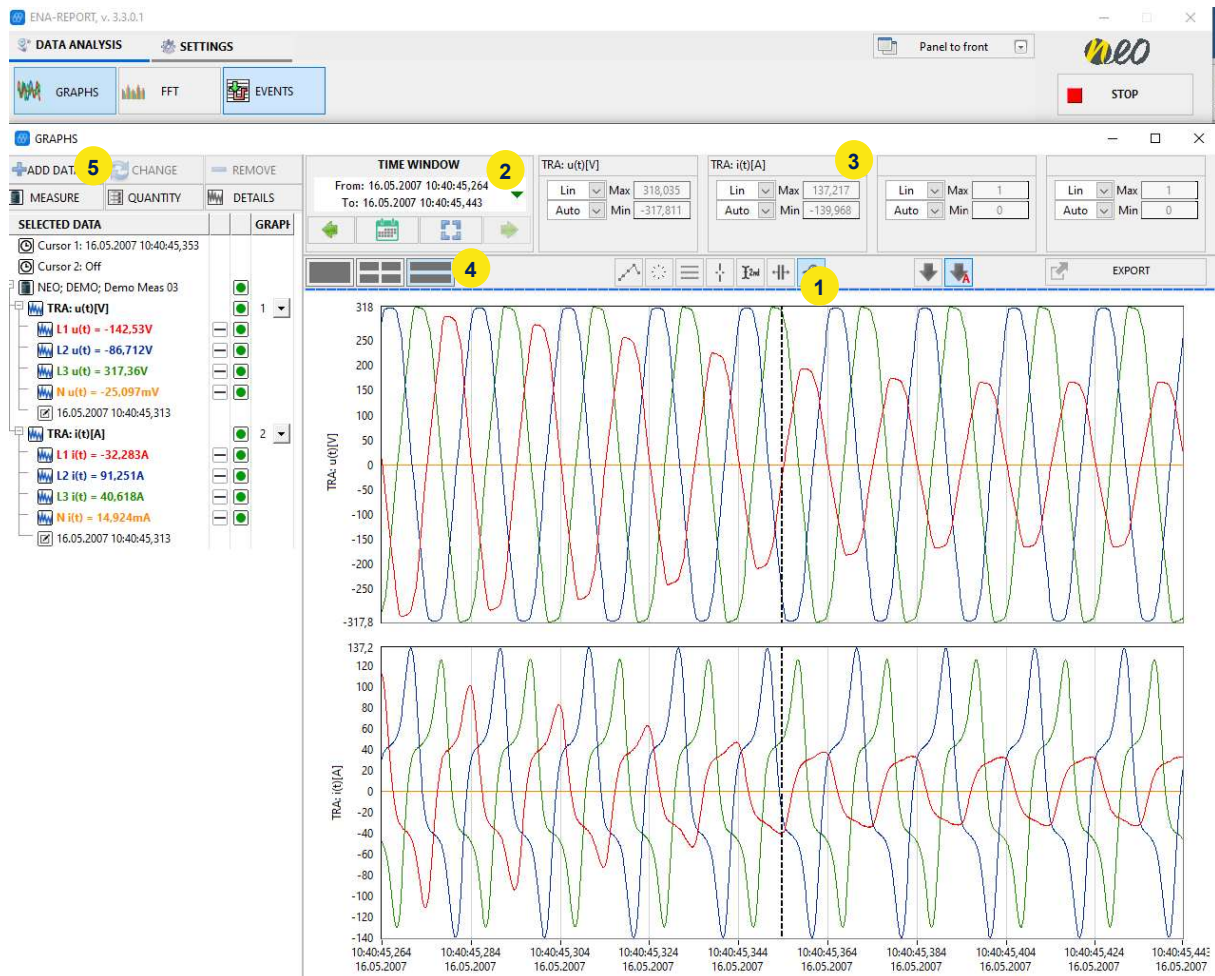 ENA-REPORT, v. 3.3.0.1
DATA ANALYSIS SETTINGS Panel to front neo
GRAPHS FFT EVENTS STOP
GRAPHS
ADD DAT 5 CHANGE REMOVE
MEASURE QUANTITY DETAILS
SELECTED DATA GRAPH
Cursor 1: 16.05.2007 10:40:45,353
Cursor 2: Off
NEO; DEMO; Demo Meas 03
TRA: u(t)[V] 1
L1 u(t) = -142,53V
L2 u(t) = -86,712V
L3 u(t) = 317,36V
N u(t) = -25,097mV
16.05.2007 10:40:45,313
TRA: i(t)[A] 2
L1 i(t) = -32,283A
L2 i(t) = 91,251A
L3 i(t) = 40,618A
N i(t) = 14,924mA
16.05.2007 10:40:45,313
TIME WINDOW 2
From: 16.05.2007 10:40:45,264
To: 16.05.2007 10:40:45,443
TRA: u(t)[V]
Lin Max 318,035
Auto Min -317,811
TRA: i(t)[A] 3
Lin Max 137,217
Auto Min -139,968
Lin Max 1
Auto Min 0
Lin Max 1
Auto Min 0
4 2nd 1 A EXPORT
TRA: u(t)[V]
318
250
200
150
100
50
0
-50
-100
-150
-200
-250
-317,8
TRA: i(t)[A]
137,2
120
100
80
60
40
20
0
-20
-40
-60
-80
-100
-120
-140
10:40:45,264 10:40:45,284 10:40:45,304 10:40:45,324 10:40:45,344 10:40:45,364 10:40:45,384 10:40:45,404 10:40:45,424 10:40:45,443
16.05.2007 16.05.2007 16.05.2007 16.05.2007 16.05.2007 16.05.2007 16.05.2007 16.05.2007 16.05.2007 16.05.2007